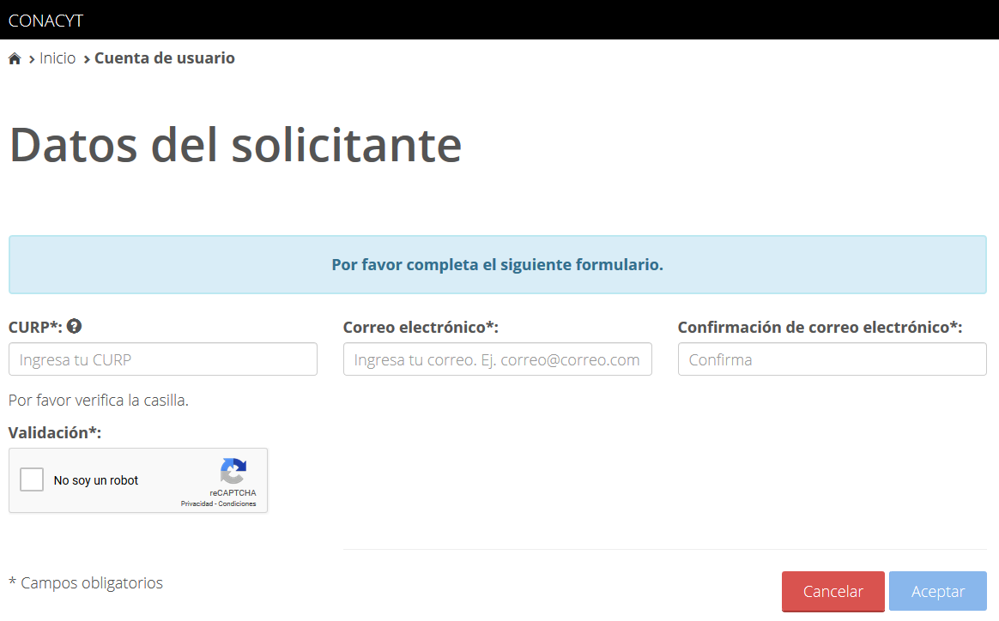 CONACYT
Inicio Cuenta de usuario
Datos del solicitante
Por favor completa el siguiente formulario.
CURP*:
Correo electrónico*:
Confirmación de correo electrónico*:
Ingresa tu CURP
Ingresa tu correo. Ej. correo@correo.com
Confirma
Por favor verifica la casilla.
Validación*:
No soy un robot
reCAPTCHA
Privacidad - Condiciones
* Campos obligatorios
Cancelar
Aceptar